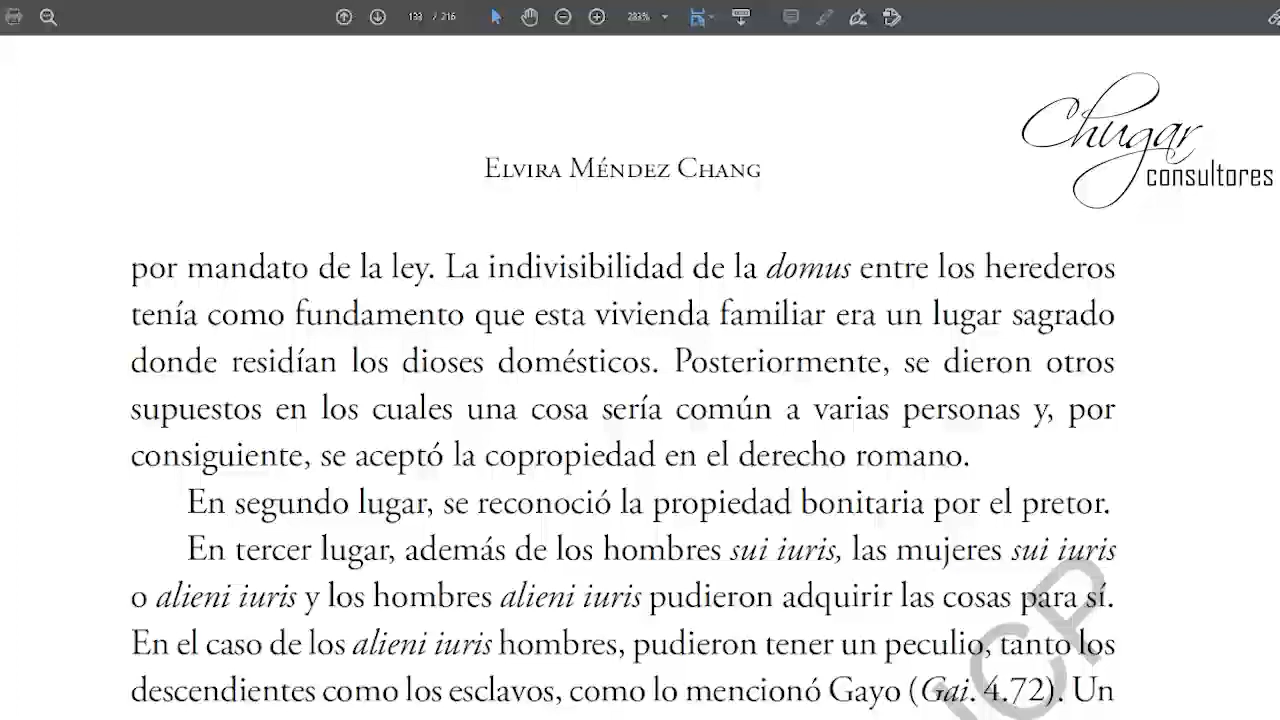 133 / 216
283%
Chugar
consultores
Elvira Méndez Chang
por mandato de la ley. La indivisibilidad de la domus entre los herederos
tenía como fundamento que esta vivienda familiar era un lugar sagrado
donde residían los dioses domésticos. Posteriormente, se dieron otros
supuestos en los cuales una cosa sería común a varias personas y, por
consiguiente, se aceptó la copropiedad en el derecho romano.
En segundo lugar, se reconoció la propiedad bonitaria por el pretor.
En tercer lugar, además de los hombres sui iuris, las mujeres sui iuris
o alieni iuris y los hombres alieni iuris pudieron adquirir las cosas para sí.
En el caso de los alieni iuris hombres, pudieron tener un peculio, tanto los
descendientes como los esclavos, como lo mencionó Gayo (Gai. 4.72). Un